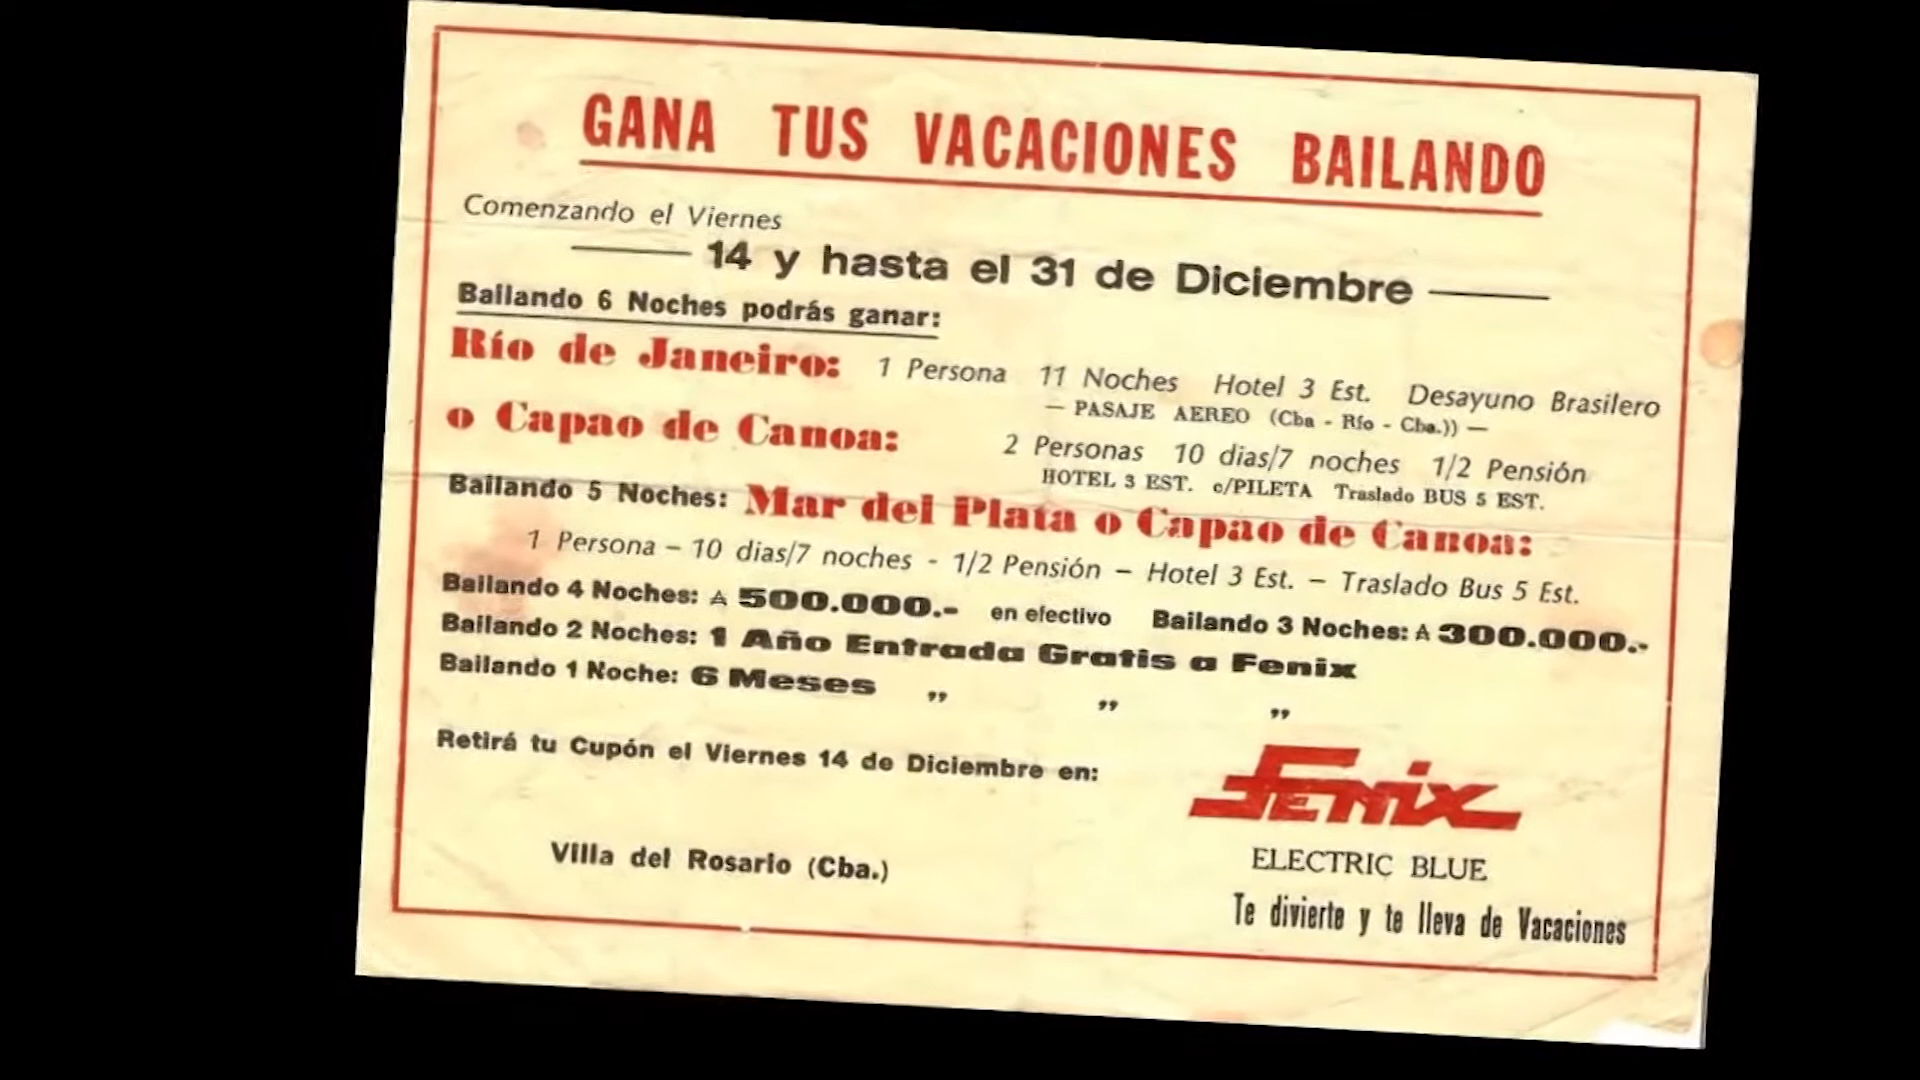 GANA TUS VACACIONES BAILANDO
Comenzando el Viernes
14 y hasta el 31 de Diciembre
Bailando 6 Noches podrás ganar:
Río de Janeiro: 1 Persona 11 Noches Hotel 3 Est. Desayuno Brasilero
— PASAJE AEREO (Cba - Río - Cba.)) —
o Capao de Canoa: 2 Personas 10 dias/7 noches 1/2 Pensión
HOTEL 3 EST. c/PILETA Traslado BUS 5 EST.
Bailando 5 Noches: Mar del Plata o Capao de Canoa:
1 Persona – 10 dias/7 noches - 1/2 Pensión – Hotel 3 Est. – Traslado Bus 5 Est.
Bailando 4 Noches: ₳ 500.000.- en efectivo Bailando 3 Noches: ₳ 300.000.-
Bailando 2 Noches: 1 Año Entrada Gratis a Fenix
Bailando 1 Noche: 6 Meses ” ” ”
Retirá tu Cupón el Viernes 14 de Diciembre en:
FENIX
ELECTRIC BLUE
Villa del Rosario (Cba.)
Te divierte y te lleva de Vacaciones